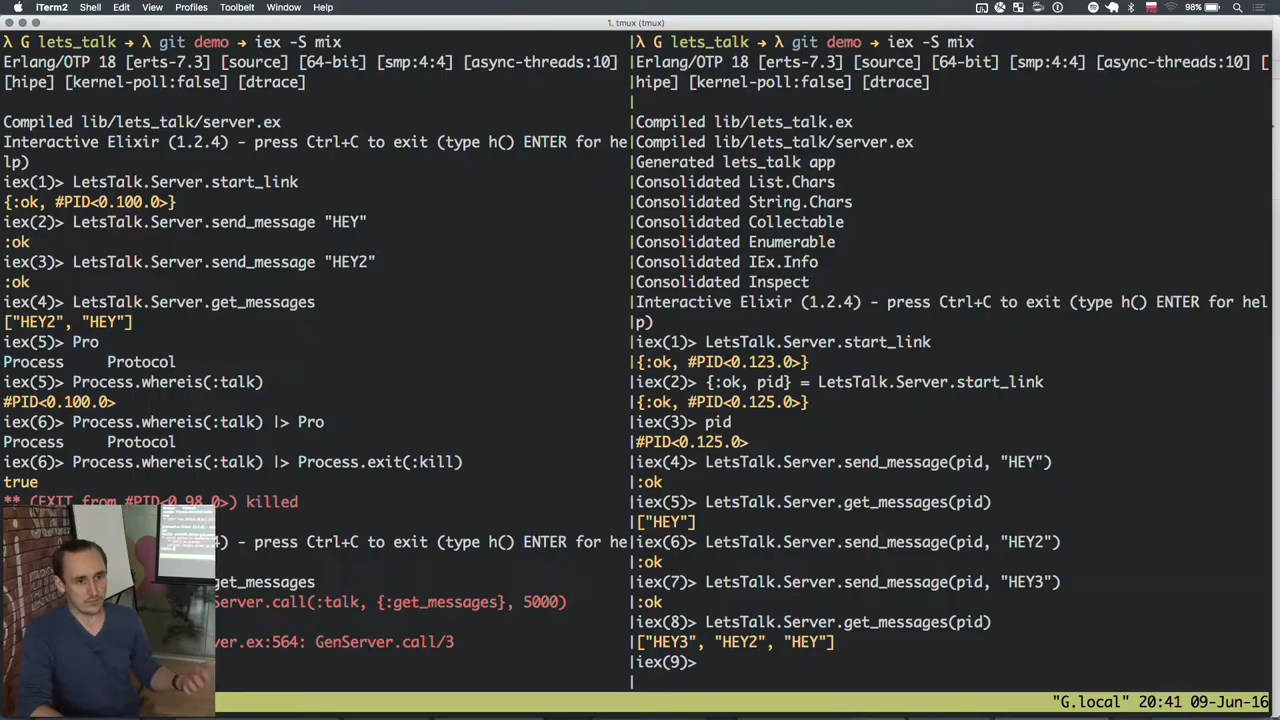 iTerm2 Shell Edit View Profiles Toolbelt Window Help 98%
1. tmux (tmux)
λ G lets_talk → λ git demo → iex -S mix
Erlang/OTP 18 [erts-7.3] [source] [64-bit] [smp:4:4] [async-threads:10]
[hipe] [kernel-poll:false] [dtrace]
Compiled lib/lets_talk/server.ex
Interactive Elixir (1.2.4) - press Ctrl+C to exit (type h() ENTER for he
lp)
iex(1)> LetsTalk.Server.start_link
{:ok, #PID<0.100.0>}
iex(2)> LetsTalk.Server.send_message "HEY"
:ok
iex(3)> LetsTalk.Server.send_message "HEY2"
:ok
iex(4)> LetsTalk.Server.get_messages
["HEY2", "HEY"]
iex(5)> Pro
Process Protocol
iex(5)> Process.whereis(:talk)
#PID<0.100.0>
iex(6)> Process.whereis(:talk) |> Pro
Process Protocol
iex(6)> Process.whereis(:talk) |> Process.exit(:kill)
true
** (EXIT from #PID<0.98.0>) killed
4) - press Ctrl+C to exit (type h() ENTER for he
get_messages
Server.call(:talk, {:get_messages}, 5000)
ver.ex:564: GenServer.call/3
λ G lets_talk → λ git demo → iex -S mix
Erlang/OTP 18 [erts-7.3] [source] [64-bit] [smp:4:4] [async-threads:10] [
hipe] [kernel-poll:false] [dtrace]
Compiled lib/lets_talk.ex
Compiled lib/lets_talk/server.ex
Generated lets_talk app
Consolidated List.Chars
Consolidated String.Chars
Consolidated Collectable
Consolidated Enumerable
Consolidated IEx.Info
Consolidated Inspect
Interactive Elixir (1.2.4) - press Ctrl+C to exit (type h() ENTER for hel
p)
iex(1)> LetsTalk.Server.start_link
{:ok, #PID<0.123.0>}
iex(2)> {:ok, pid} = LetsTalk.Server.start_link
{:ok, #PID<0.125.0>}
iex(3)> pid
#PID<0.125.0>
iex(4)> LetsTalk.Server.send_message(pid, "HEY")
:ok
iex(5)> LetsTalk.Server.get_messages(pid)
["HEY"]
iex(6)> LetsTalk.Server.send_message(pid, "HEY2")
:ok
iex(7)> LetsTalk.Server.send_message(pid, "HEY3")
:ok
iex(8)> LetsTalk.Server.get_messages(pid)
["HEY3", "HEY2", "HEY"]
iex(9)>
"G.local" 20:41 09-Jun-16